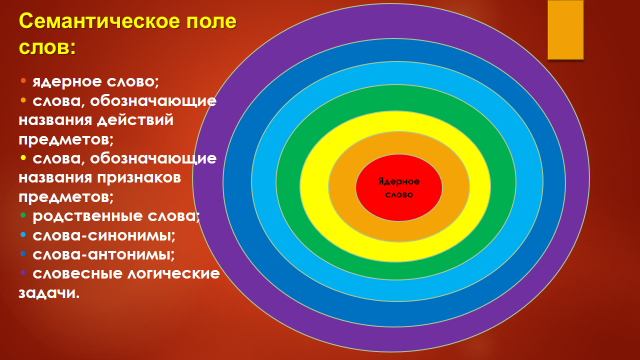 Семантическое поле
слов:
• ядерное слово;
• слова, обозначающие
названия действий
предметов;
• слова, обозначающие
названия признаков
предметов;
• родственные слова;
• слова-синонимы;
• слова-антонимы;
• словесные логические
задачи.
Ядерное
слово